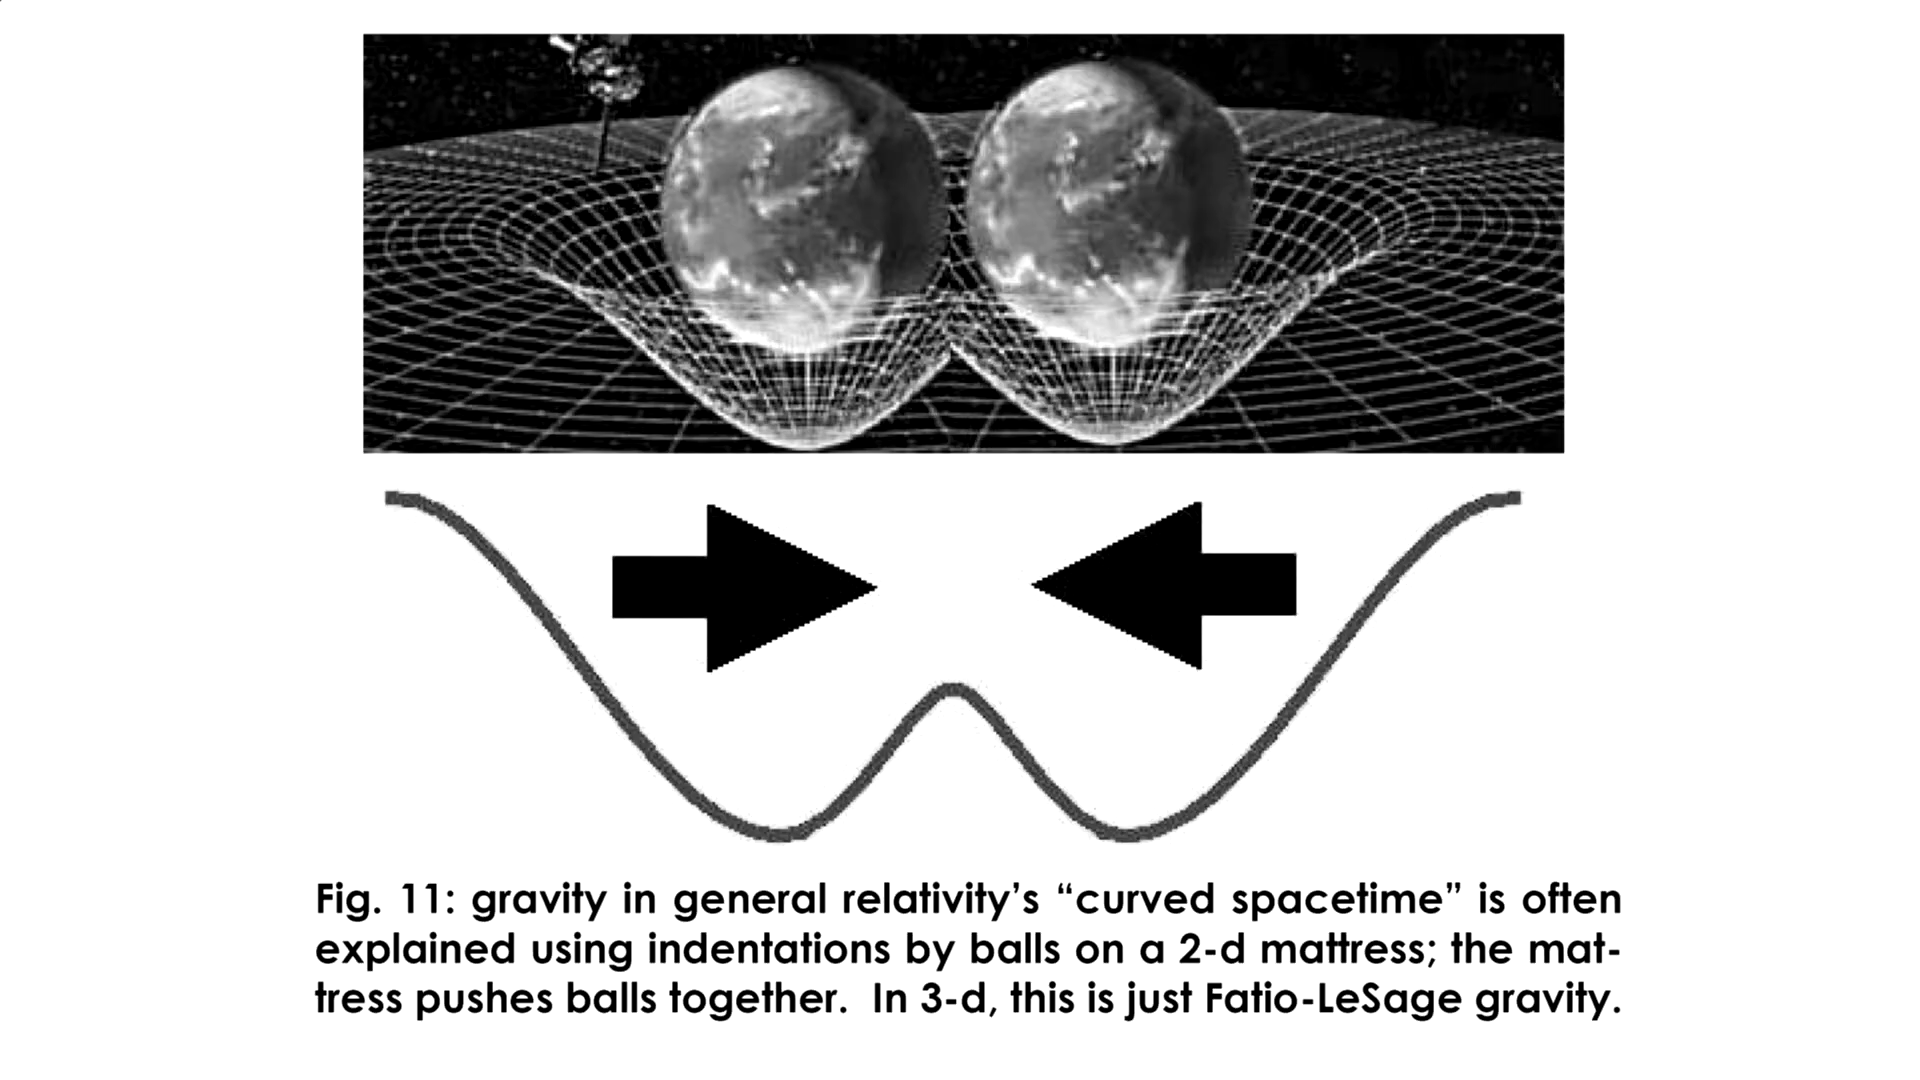 Fig. 11: gravity in general relativity’s “curved spacetime” is often
explained using indentations by balls on a 2-d mattress; the mat-
tress pushes balls together.  In 3-d, this is just Fatio-LeSage gravity.